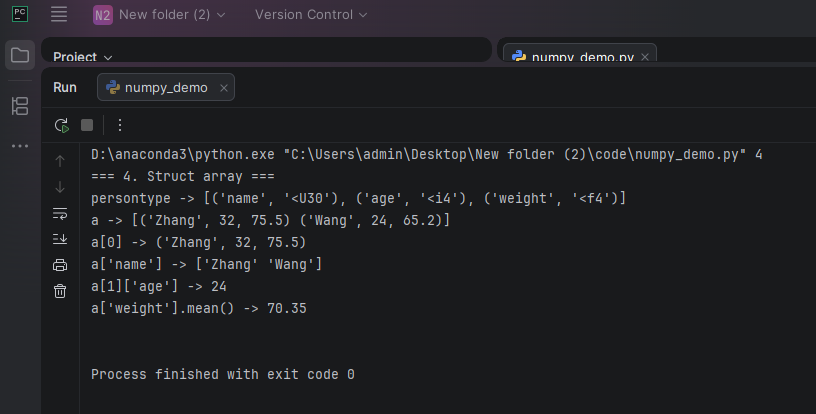 PC
N2 New folder (2) Version Control
Project numpy_demo.py
Run numpy_demo
D:\anaconda3\python.exe "C:\Users\admin\Desktop\New folder (2)\code\numpy_demo.py" 4
=== 4. Struct array ===
persontype -> [('name', '<U30'), ('age', '<i4'), ('weight', '<f4')]
a -> [('Zhang', 32, 75.5) ('Wang', 24, 65.2)]
a[0] -> ('Zhang', 32, 75.5)
a['name'] -> ['Zhang' 'Wang']
a[1]['age'] -> 24
a['weight'].mean() -> 70.35
Process finished with exit code 0